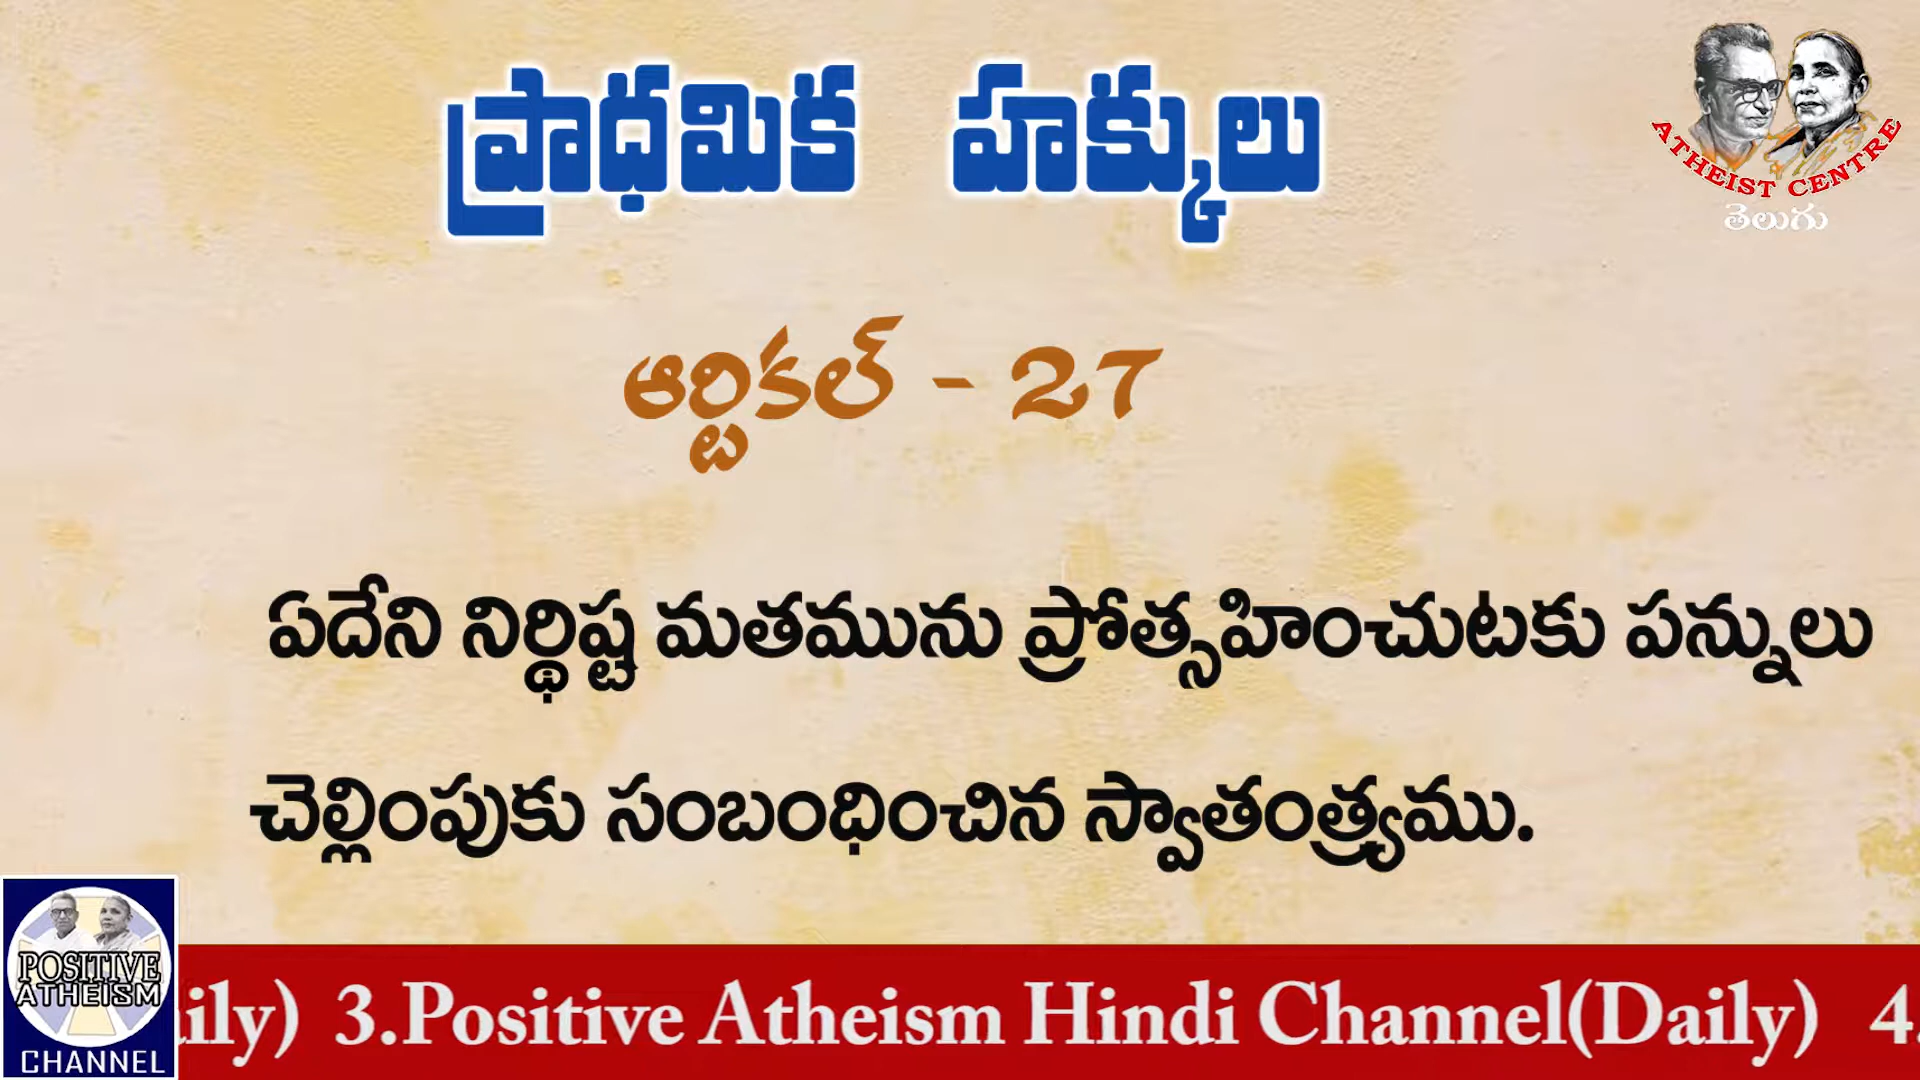 ప్రాధమిక హక్కులు
ATHEIST CENTRE
తెలుగు
ఆర్టికల్ - 27
ఏదేని నిర్థిష్ట మతమును ప్రోత్సహించుటకు పన్నులు
చెల్లింపుకు సంబంధించిన స్వాతంత్ర్యము.
POSITIVE
ATHEISM
CHANNEL
ily) 3.Positive Atheism Hindi Channel(Daily) 4.